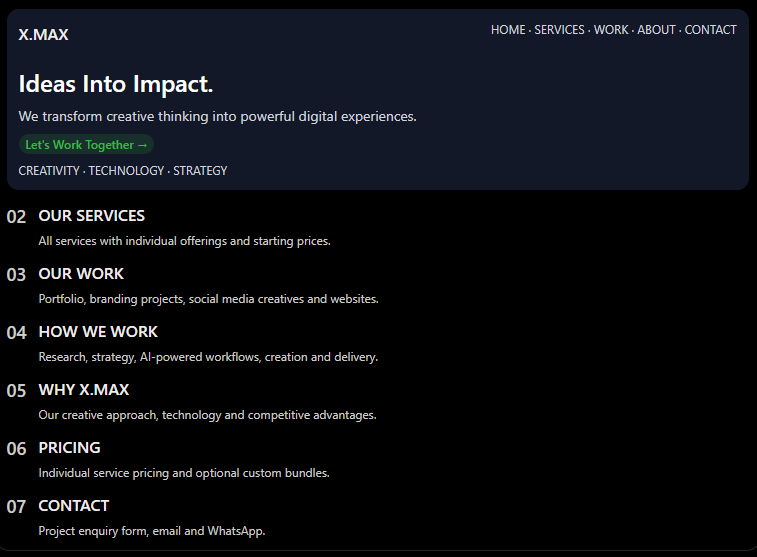 X.MAX
HOME · SERVICES · WORK · ABOUT · CONTACT
Ideas Into Impact.
We transform creative thinking into powerful digital experiences.
Let's Work Together →
CREATIVITY · TECHNOLOGY · STRATEGY
02 OUR SERVICES
All services with individual offerings and starting prices.
03 OUR WORK
Portfolio, branding projects, social media creatives and websites.
04 HOW WE WORK
Research, strategy, AI-powered workflows, creation and delivery.
05 WHY X.MAX
Our creative approach, technology and competitive advantages.
06 PRICING
Individual service pricing and optional custom bundles.
07 CONTACT
Project enquiry form, email and WhatsApp.